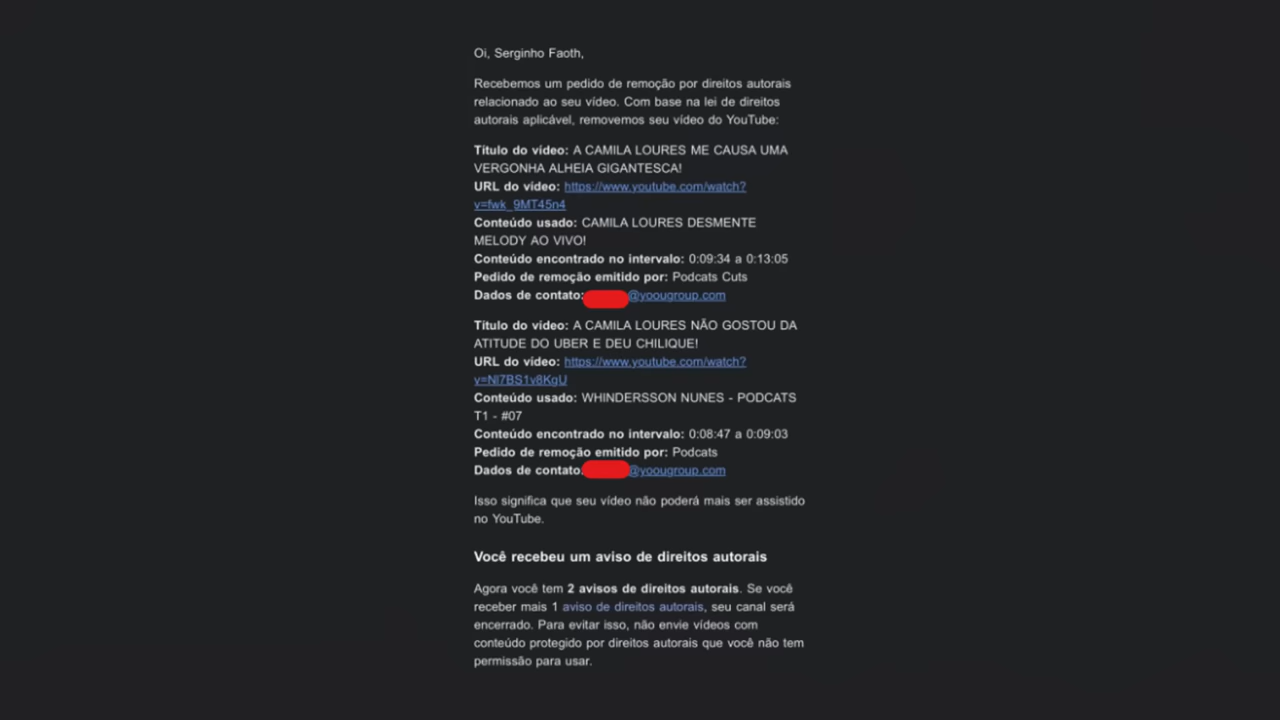 Oi, Serginho Faoth,
Recebemos um pedido de remoção por direitos autorais
relacionado ao seu vídeo. Com base na lei de direitos
autorais aplicável, removemos seu vídeo do YouTube:
Título do vídeo: A CAMILA LOURES ME CAUSA UMA
VERGONHA ALHEIA GIGANTESCA!
URL do vídeo: https://www.youtube.com/watch?
v=fwk_9MT45n4
Conteúdo usado: CAMILA LOURES DESMENTE
MELODY AO VIVO!
Conteúdo encontrado no intervalo: 0:09:34 a 0:13:05
Pedido de remoção emitido por: Podcats Cuts
Dados de contato: @yoougroup.com
Título do vídeo: A CAMILA LOURES NÃO GOSTOU DA
ATITUDE DO UBER E DEU CHILIQUE!
URL do vídeo: https://www.youtube.com/watch?
v=Nl7BS1v8KgU
Conteúdo usado: WHINDERSSON NUNES - PODCATS
T1 - #07
Conteúdo encontrado no intervalo: 0:08:47 a 0:09:03
Pedido de remoção emitido por: Podcats
Dados de contato: @yoougroup.com
Isso significa que seu vídeo não poderá mais ser assistido
no YouTube.
Você recebeu um aviso de direitos autorais
Agora você tem 2 avisos de direitos autorais. Se você
receber mais 1 aviso de direitos autorais, seu canal será
encerrado. Para evitar isso, não envie vídeos com
conteúdo protegido por direitos autorais que você não tem
permissão para usar.